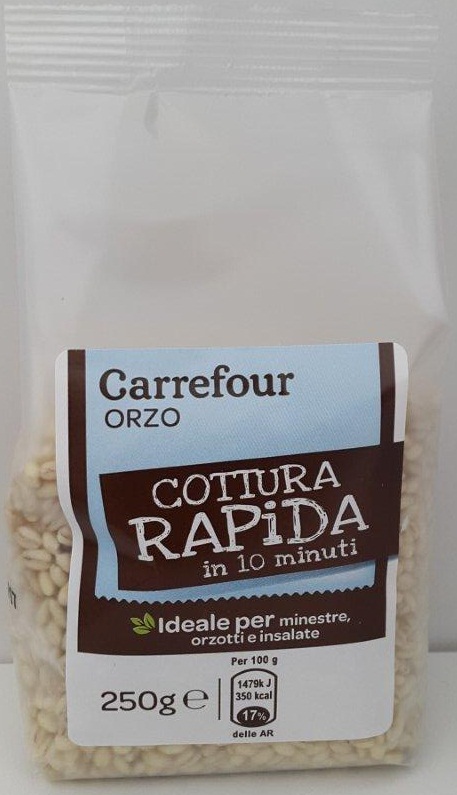 Carrefour
ORZO
COTTURA
RAPiDA
in 10 minuti
Ideale per minestre,
orzotti e insalate
Per 100 g
250g e
1479k J
350 kcal
17%
delle AR